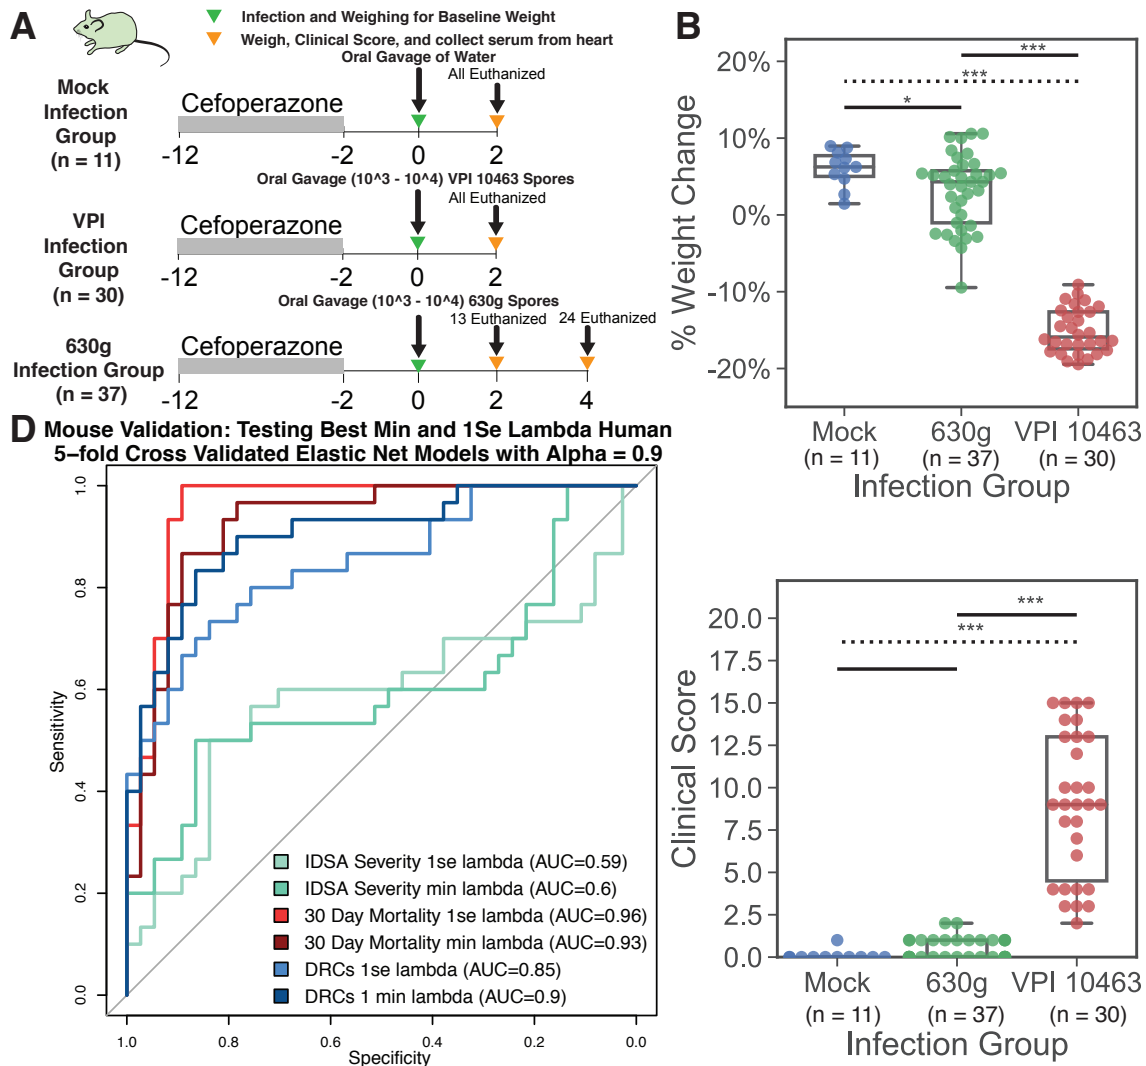 A
Infection and Weighing for Baseline Weight
Weigh, Clinical Score, and collect serum from heart
Oral Gavage of Water
All Euthanized
Mock
Infection
Group
(n = 11)
Cefoperazone
-12 -2 0 2
Oral Gavage (10^3 - 10^4) VPI 10463 Spores
All Euthanized
VPI
Infection
Group
(n = 30)
Cefoperazone
-12 -2 0 2
Oral Gavage (10^3 - 10^4) 630g Spores
13 Euthanized 24 Euthanized
630g
Infection Group
(n = 37)
Cefoperazone
-12 -2 0 2 4
B
% Weight Change
20%
10%
0%
-10%
-20%
***
***
*
Mock 630g VPI 10463
(n = 11) (n = 37) (n = 30)
Infection Group
D Mouse Validation: Testing Best Min and 1Se Lambda Human
5-fold Cross Validated Elastic Net Models with Alpha = 0.9
Sensitivity
1.0
0.8
0.6
0.4
0.2
0.0
IDSA Severity 1se lambda (AUC=0.59)
IDSA Severity min lambda (AUC=0.6)
30 Day Mortality 1se lambda (AUC=0.96)
30 Day Mortality min lambda (AUC=0.93)
DRCs 1se lambda (AUC=0.85)
DRCs 1 min lambda (AUC=0.9)
1.0 0.8 0.6 0.4 0.2 0.0
Specificity
Clinical Score
20.0
17.5
15.0
12.5
10.0
7.5
5.0
2.5
0.0
***
***
Mock 630g VPI 10463
(n = 11) (n = 37) (n = 30)
Infection Group